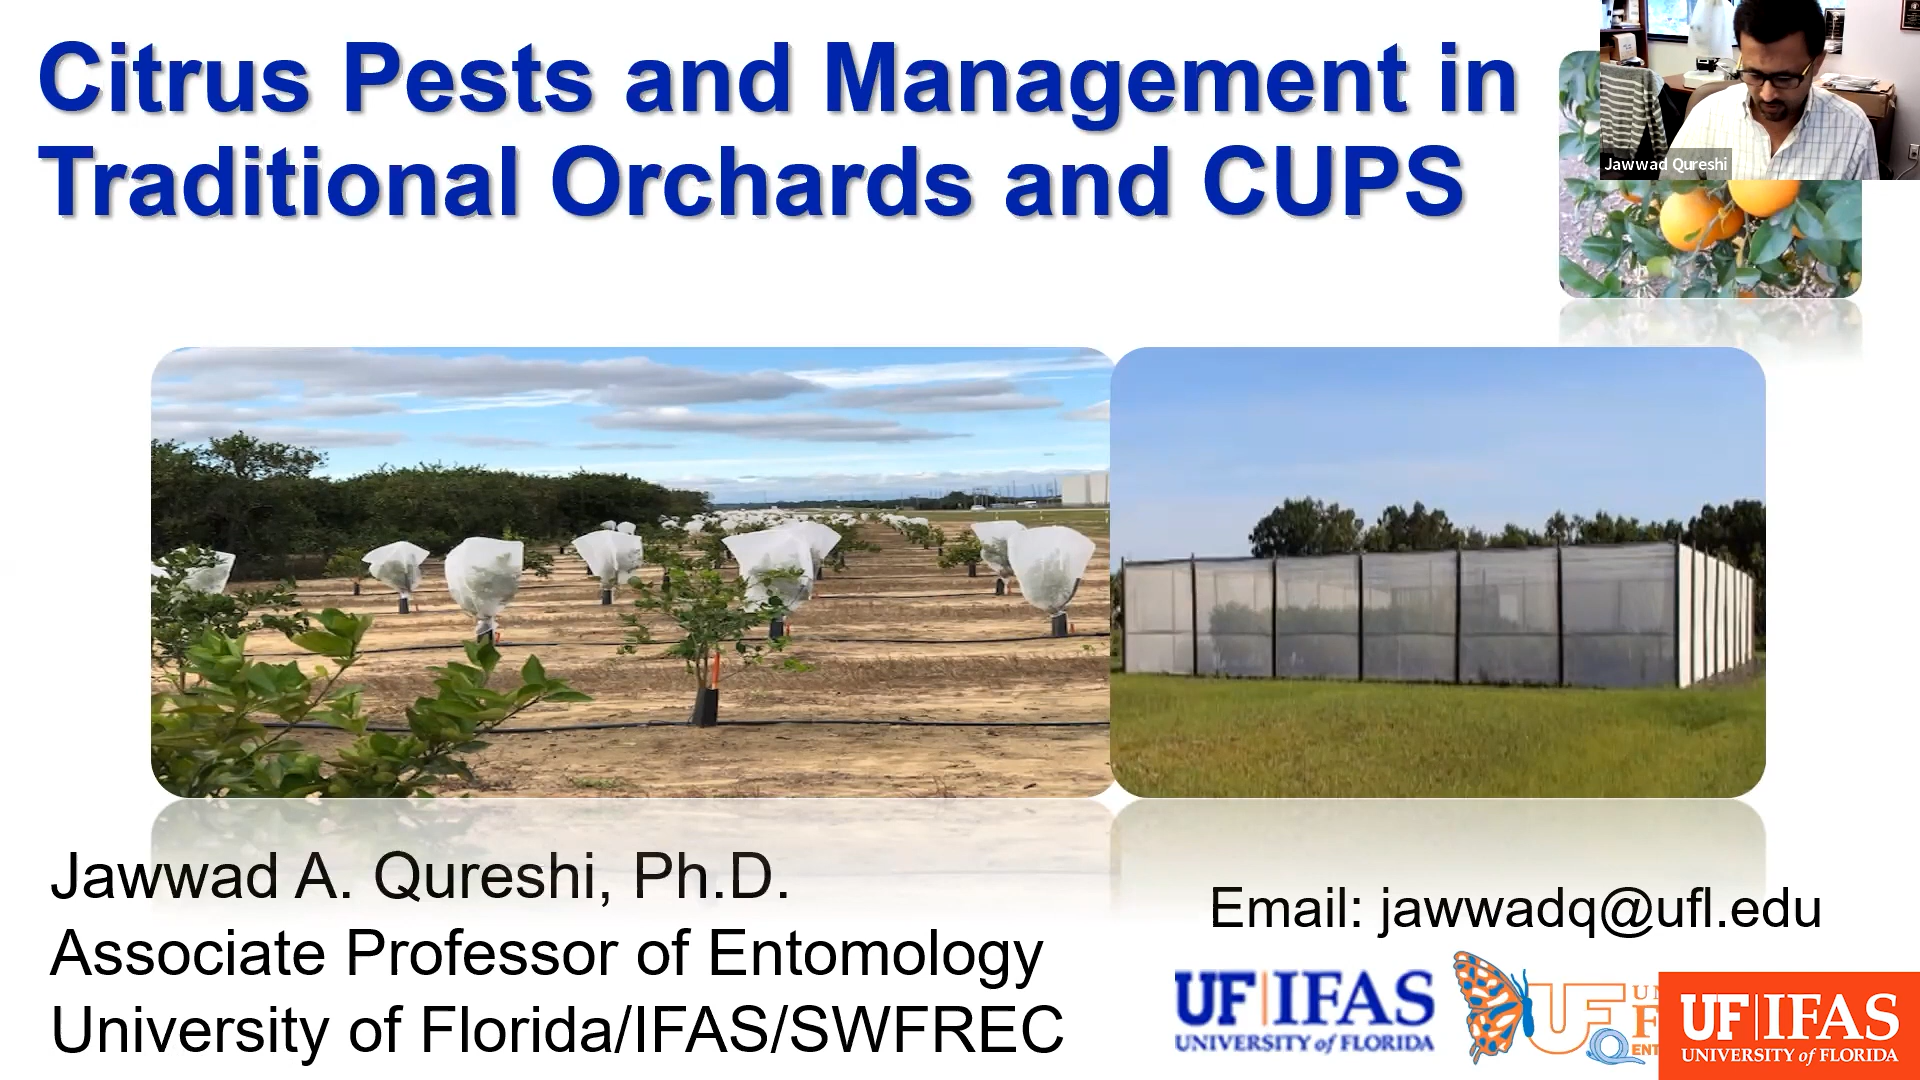 Citrus Pests and Management in
Traditional Orchards and CUPS
Jawwad Qureshi
Jawwad A. Qureshi, Ph.D.
Associate Professor of Entomology
University of Florida/IFAS/SWFREC
Email: jawwadq@ufl.edu
UF|IFAS
UNIVERSITY of FLORIDA
UF
UF|IFAS
UNIVERSITY of FLORIDA